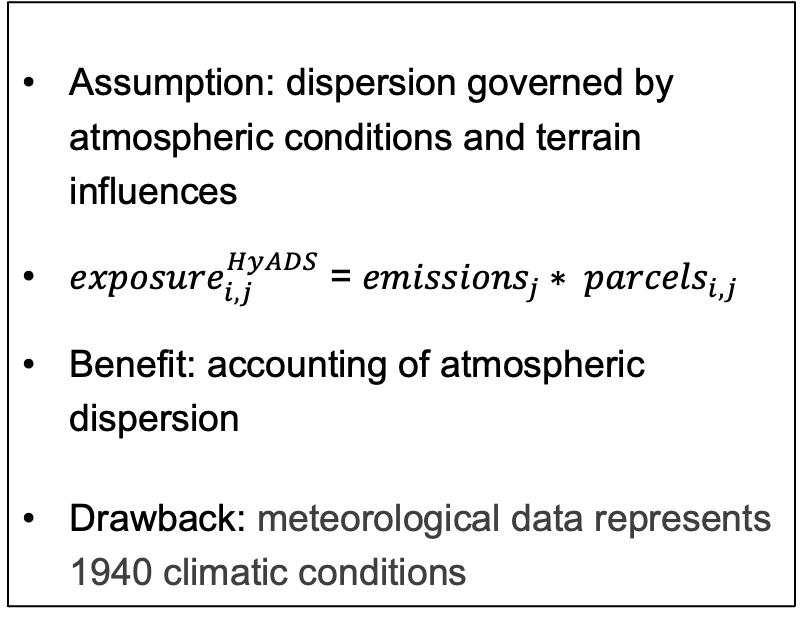 • Assumption: dispersion governed by
atmospheric conditions and terrain
influences
• 𝑒𝑥𝑝𝑜𝑠𝑢𝑟𝑒_{𝑖,𝑗}^{𝐻𝑦𝐴𝐷𝑆} = 𝑒𝑚𝑖𝑠𝑠𝑖𝑜𝑛𝑠_𝑗 ∗ 𝑝𝑎𝑟𝑐𝑒𝑙𝑠_{𝑖,𝑗}
• Benefit: accounting of atmospheric
dispersion
• Drawback: meteorological data represents
1940 climatic conditions